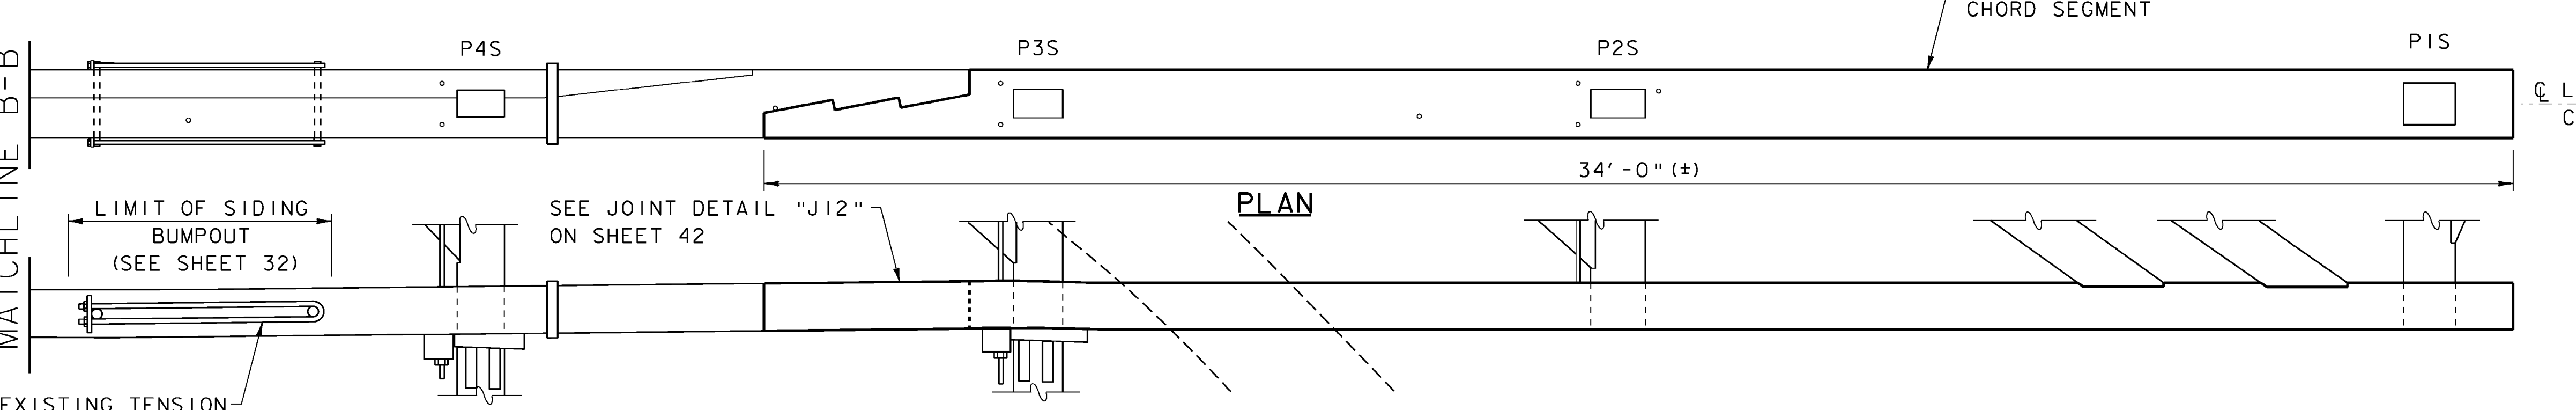 CHORD SEGMENT
P4S
P3S
P2S
P1S
MATCHLINE B-B
℄ L
C
34'-0" (±)
PLAN
LIMIT OF SIDING
BUMPOUT
(SEE SHEET 32)
SEE JOINT DETAIL "J12"
ON SHEET 42
EXISTING TENSION